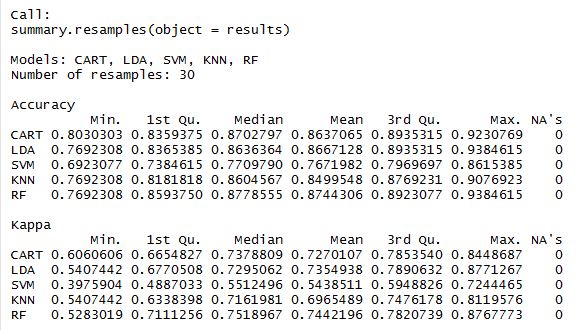 Call:
summary.resamples(object = results)
Models: CART, LDA, SVM, KNN, RF
Number of resamples: 30
Accuracy
Min. 1st Qu. Median Mean 3rd Qu. Max. NA's
CART 0.8030303 0.8359375 0.8702797 0.8637065 0.8935315 0.9230769 0
LDA 0.7692308 0.8365385 0.8636364 0.8667128 0.8935315 0.9384615 0
SVM 0.6923077 0.7384615 0.7709790 0.7671982 0.7969697 0.8615385 0
KNN 0.7692308 0.8181818 0.8604567 0.8499548 0.8769231 0.9076923 0
RF 0.7692308 0.8593750 0.8778555 0.8744306 0.8923077 0.9384615 0
Kappa
Min. 1st Qu. Median Mean 3rd Qu. Max. NA's
CART 0.6060606 0.6654827 0.7378809 0.7270107 0.7853540 0.8448687 0
LDA 0.5407442 0.6770508 0.7295062 0.7354938 0.7890632 0.8771267 0
SVM 0.3975904 0.4887033 0.5512496 0.5438511 0.5948826 0.7244465 0
KNN 0.5407442 0.6338398 0.7161981 0.6965489 0.7476178 0.8119576 0
RF 0.5283019 0.7111256 0.7518967 0.7442196 0.7820739 0.8767773 0